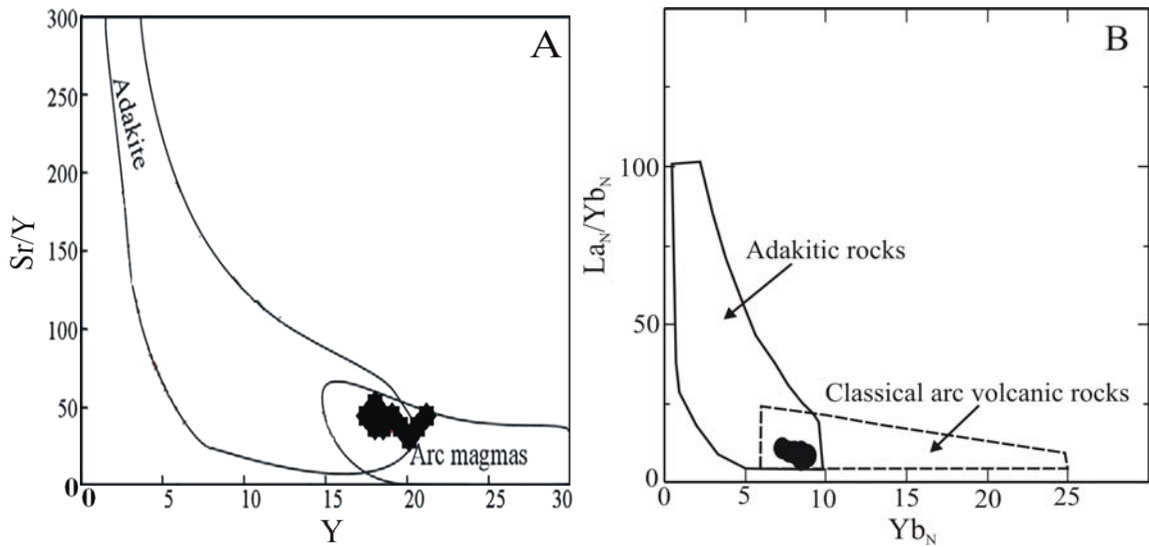 A
300
250
200
150
100
50
0
Sr/Y
Adakite
Arc magmas
0 5 10 15 20 25 30
Y
B
100
50
0
La_N/Yb_N
Adakitic rocks
Classical arc volcanic rocks
0 5 10 15 20 25
Yb_N